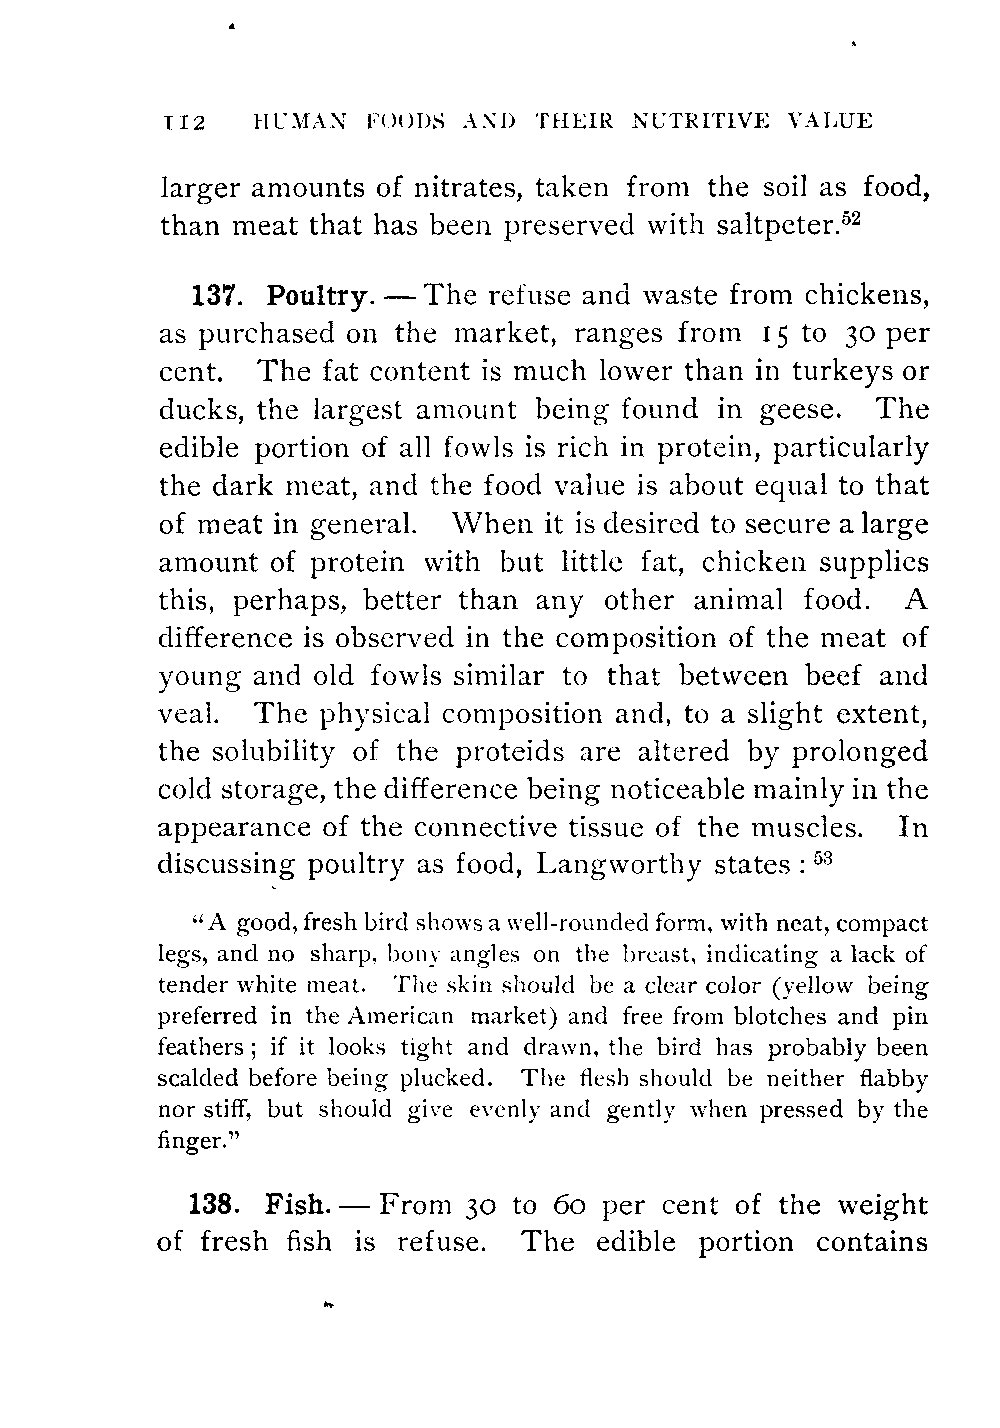 112 HUMAN FOODS AND THEIR NUTRITIVE VALUE
larger amounts of nitrates, taken from the soil as food,
than meat that has been preserved with saltpeter.52
137. Poultry. — The refuse and waste from chickens,
as purchased on the market, ranges from 15 to 30 per
cent. The fat content is much lower than in turkeys or
ducks, the largest amount being found in geese. The
edible portion of all fowls is rich in protein, particularly
the dark meat, and the food value is about equal to that
of meat in general. When it is desired to secure a large
amount of protein with but little fat, chicken supplies
this, perhaps, better than any other animal food. A
difference is observed in the composition of the meat of
young and old fowls similar to that between beef and
veal. The physical composition and, to a slight extent,
the solubility of the proteids are altered by prolonged
cold storage, the difference being noticeable mainly in the
appearance of the connective tissue of the muscles. In
discussing poultry as food, Langworthy states : 53
“A good, fresh bird shows a well-rounded form, with neat, compact
legs, and no sharp, bony angles on the breast, indicating a lack of
tender white meat. The skin should be a clear color (yellow being
preferred in the American market) and free from blotches and pin
feathers ; if it looks tight and drawn, the bird has probably been
scalded before being plucked. The flesh should be neither flabby
nor stiff, but should give evenly and gently when pressed by the
finger.”
138. Fish. — From 30 to 60 per cent of the weight
of fresh fish is refuse. The edible portion contains